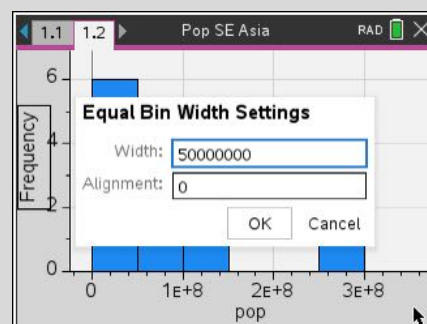 1.1 1.2 Pop SE Asia RAD
6
4
2
0
Frequency
Equal Bin Width Settings
Width: 50000000
Alignment: 0
OK Cancel
0 1E+8 2E+8 3E+8
pop